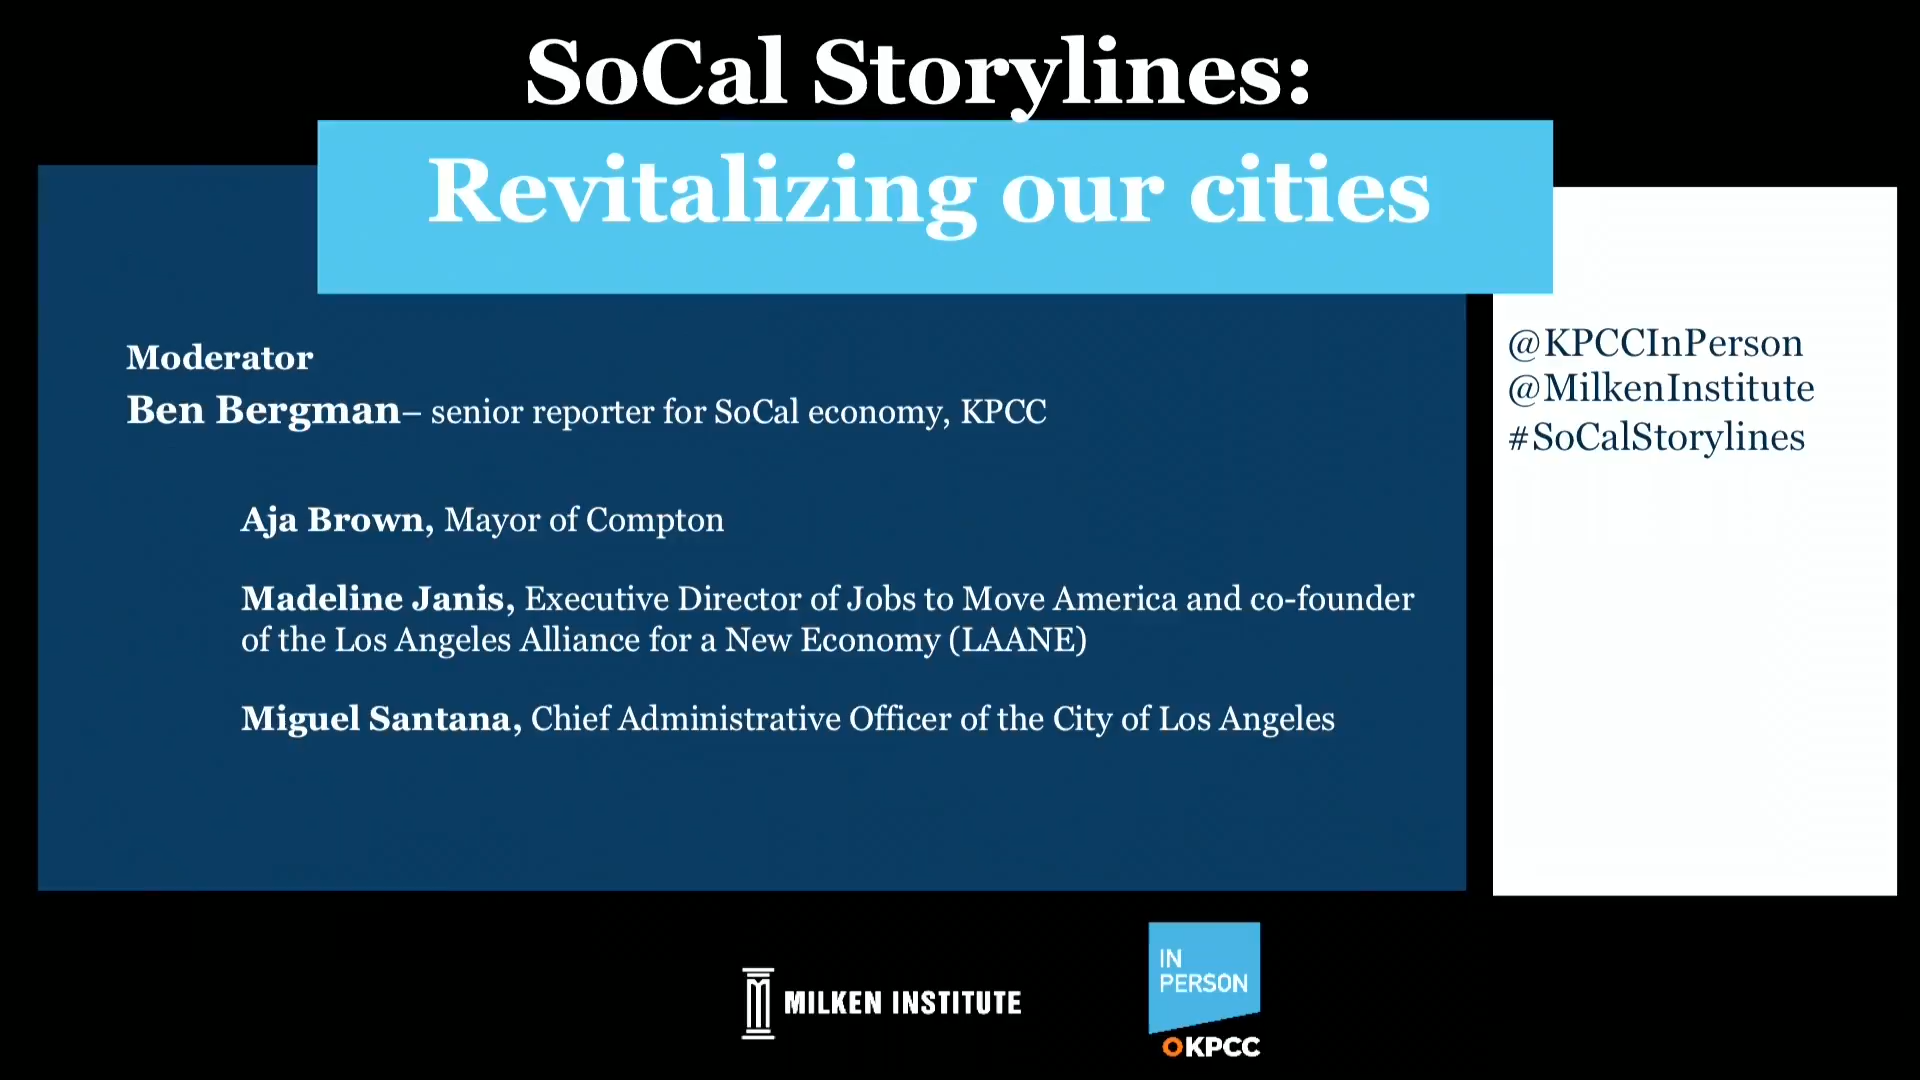 SoCal Storylines:
Revitalizing our cities
Moderator
Ben Bergman– senior reporter for SoCal economy, KPCC
Aja Brown, Mayor of Compton
Madeline Janis, Executive Director of Jobs to Move America and co-founder
of the Los Angeles Alliance for a New Economy (LAANE)
Miguel Santana, Chief Administrative Officer of the City of Los Angeles
@KPCCInPerson
@MilkenInstitute
#SoCalStorylines
MILKEN INSTITUTE
IN
PERSON
KPCC